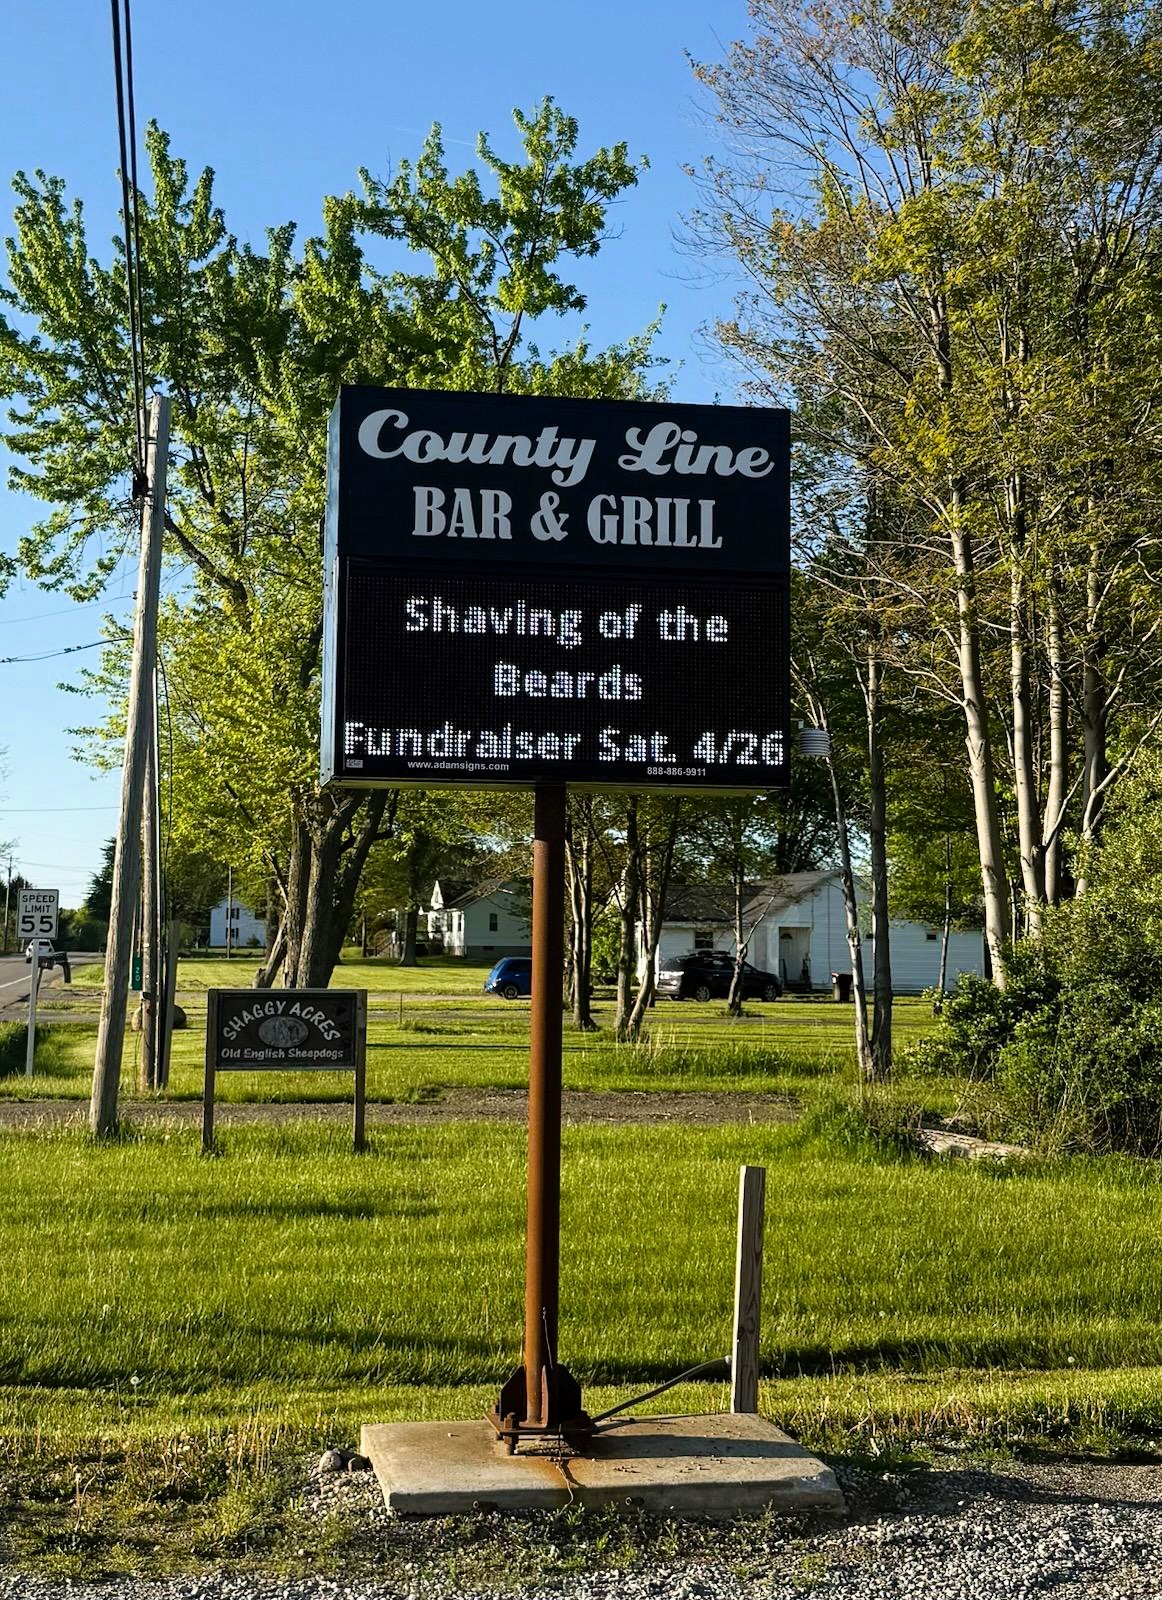 County Line
BAR & GRILL
Shaving of the
Beards
Fundraiser Sat. 4/26
www.adamsigns.com
888-886-9911
SPEED
LIMIT
55
SHAGGY ACRES
Old English Sheepdogs